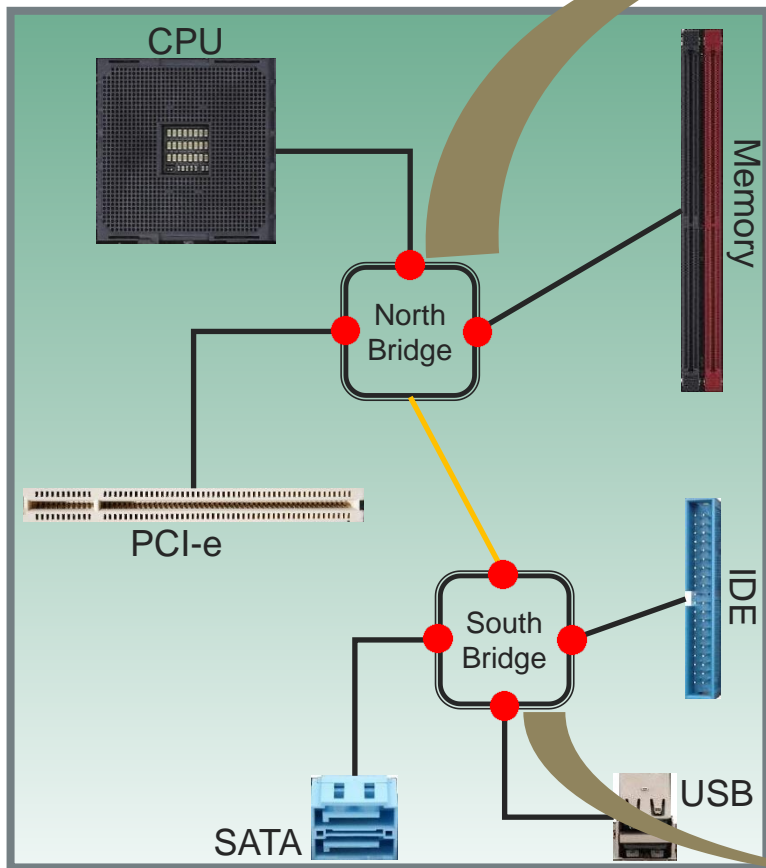 CPU
Memory
North
Bridge
PCI-e
IDE
South
Bridge
USB
SATA